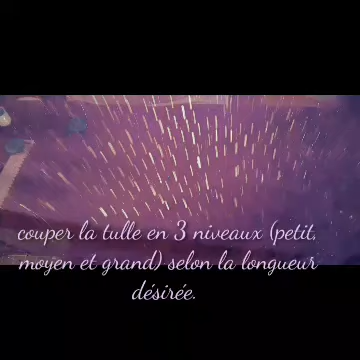 couper la tulle en 3 niveaux (petit,
moyen et grand) selon la longueur
désirée.